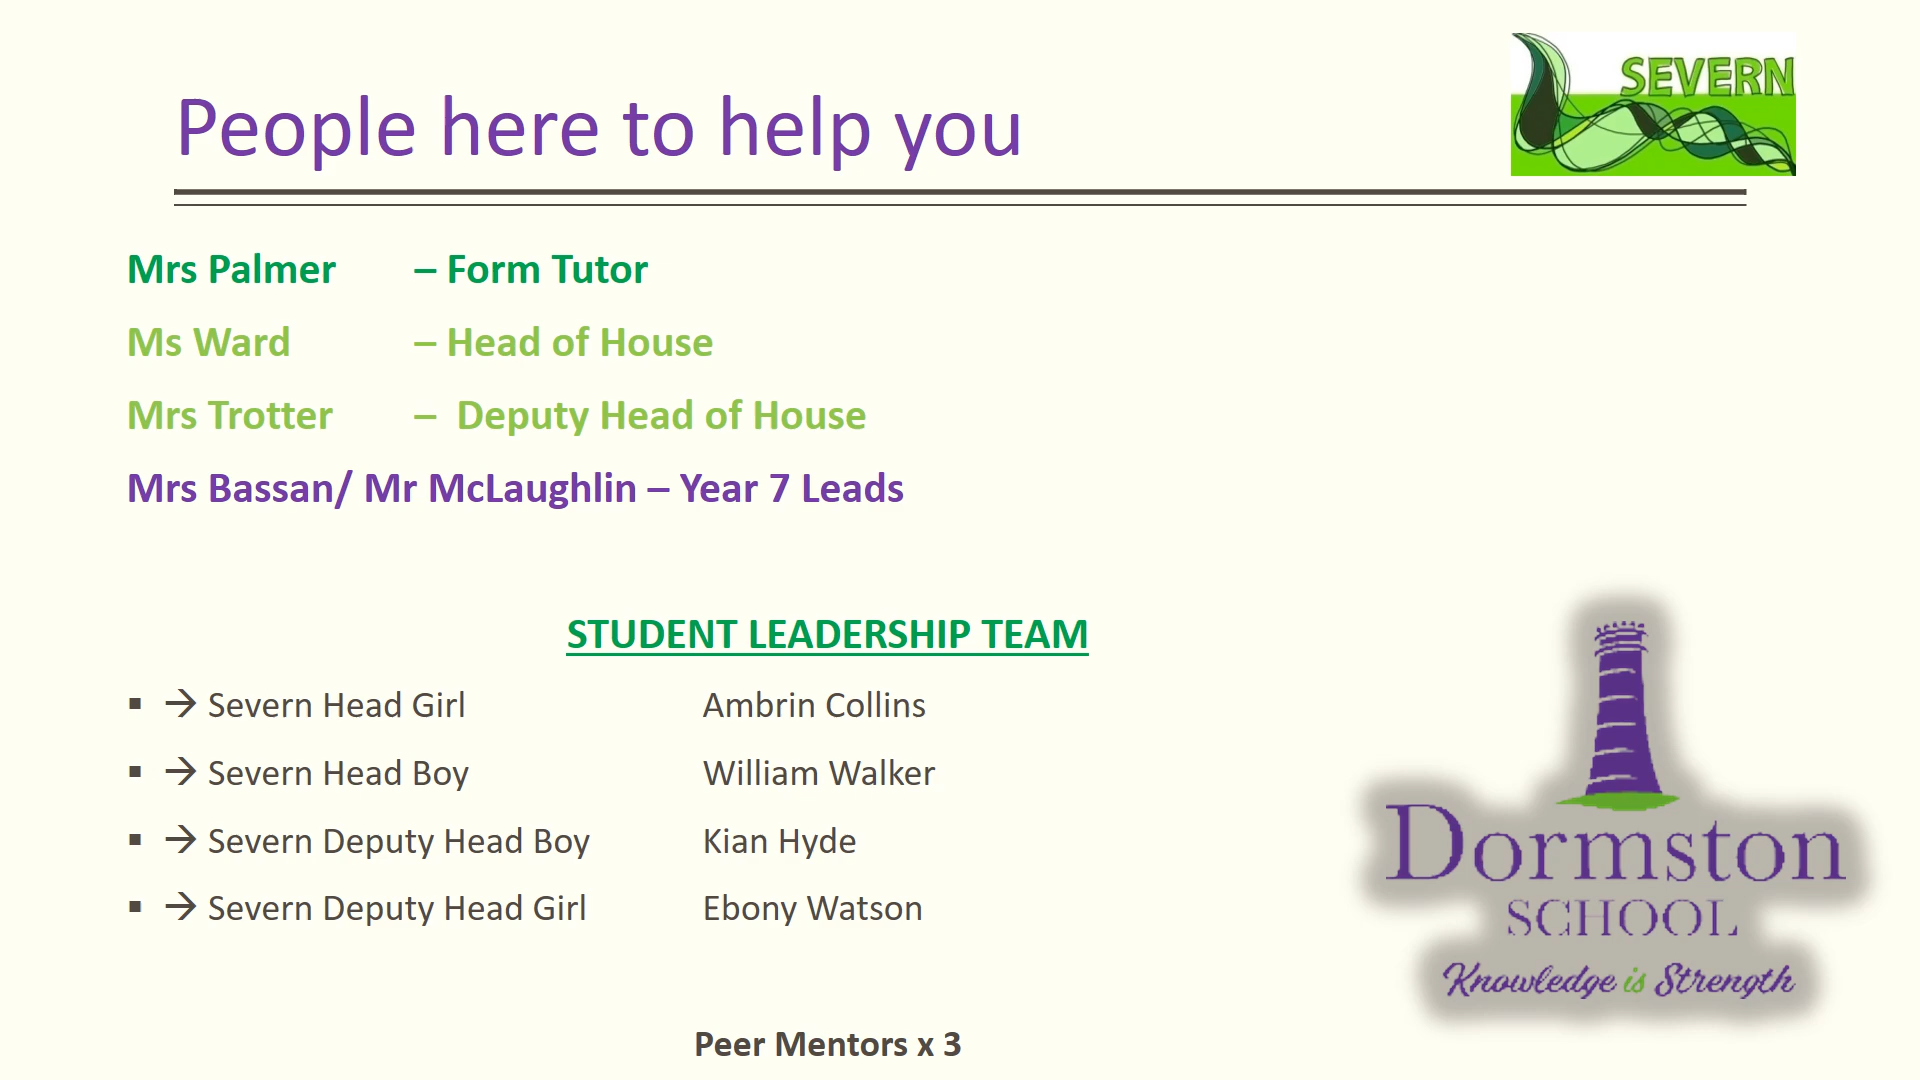 SEVERN
People here to help you
Mrs Palmer – Form Tutor
Ms Ward – Head of House
Mrs Trotter – Deputy Head of House
Mrs Bassan/ Mr McLaughlin – Year 7 Leads
STUDENT LEADERSHIP TEAM
▪ → Severn Head Girl Ambrin Collins
▪ → Severn Head Boy William Walker
▪ → Severn Deputy Head Boy Kian Hyde
▪ → Severn Deputy Head Girl Ebony Watson
Peer Mentors x 3
Dormston
SCHOOL
Knowledge is Strength